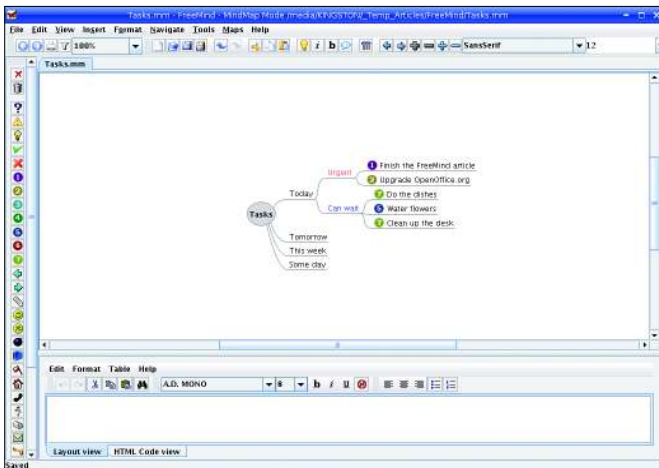 Tasks.mm - FreeMind - MindMap Mode /media/KINGSTON/_Temp_Articles/FreeMind/Tasks.mm
File Edit View Insert Format Navigate Tools Maps Help
100% i b SansSerif 12
Tasks.mm
Urgent
Finish the FreeMind article
Upgrade OpenOffice.org
Today
Can wait
Do the dishes
Water flowers
Clean up the desk
Tasks
Tomorrow
This week
Some day
Edit Format Table Help
A.D. MONO 8 b i U
Layout view HTML Code view
Saved